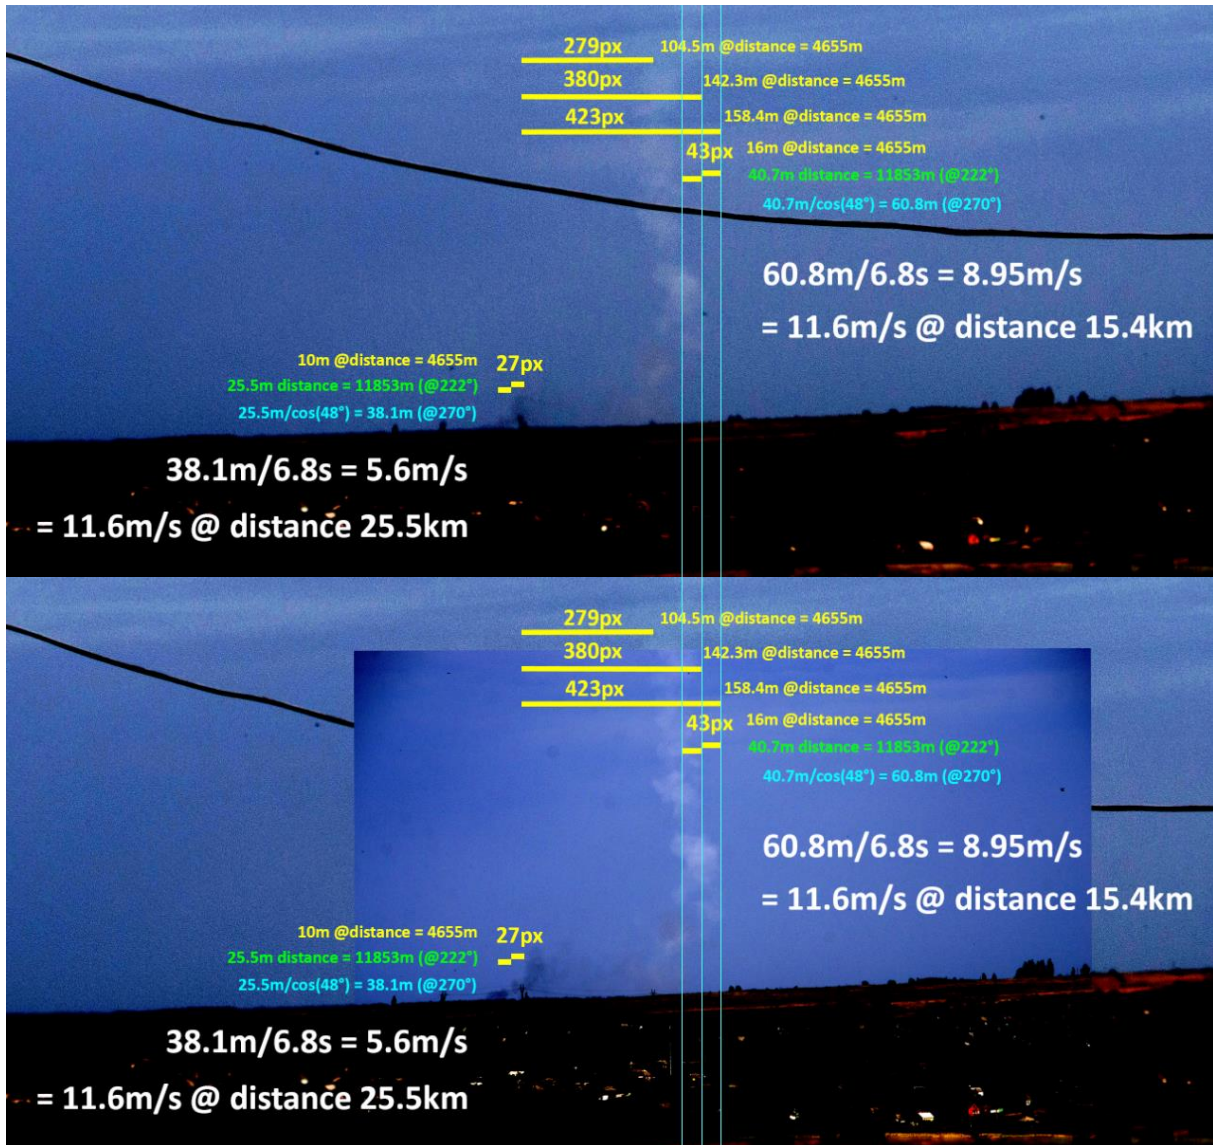 279px 104.5m @distance = 4655m
380px 142.3m @distance = 4655m
423px 158.4m @distance = 4655m
43px 16m @distance = 4655m
40.7m distance = 11853m (@222°)
40.7m/cos(48°) = 60.8m (@270°)
60.8m/6.8s = 8.95m/s
= 11.6m/s @ distance 15.4km
10m @distance = 4655m 27px
25.5m distance = 11853m (@222°)
25.5m/cos(48°) = 38.1m (@270°)
38.1m/6.8s = 5.6m/s
= 11.6m/s @ distance 25.5km
279px 104.5m @distance = 4655m
380px 142.3m @distance = 4655m
423px 158.4m @distance = 4655m
43px 16m @distance = 4655m
40.7m distance = 11853m (@222°)
40.7m/cos(48°) = 60.8m (@270°)
60.8m/6.8s = 8.95m/s
= 11.6m/s @ distance 15.4km
10m @distance = 4655m 27px
25.5m distance = 11853m (@222°)
25.5m/cos(48°) = 38.1m (@270°)
38.1m/6.8s = 5.6m/s
= 11.6m/s @ distance 25.5km